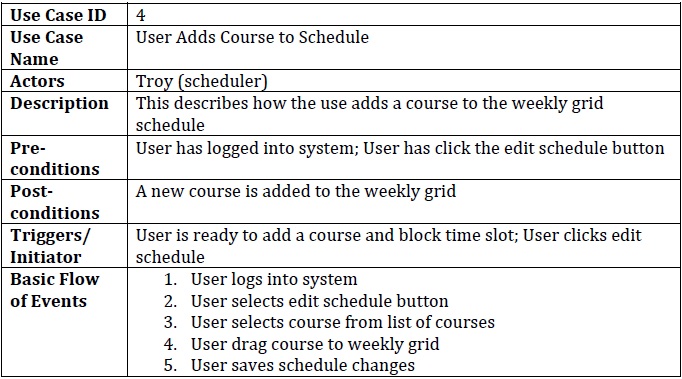 Use Case ID 4
Use Case User Adds Course to Schedule
Name
Actors Troy (scheduler)
Description This describes how the use adds a course to the weekly grid
schedule
Pre- User has logged into system; User has click the edit schedule button
conditions
Post- A new course is added to the weekly grid
conditions
Triggers/ User is ready to add a course and block time slot; User clicks edit
Initiator schedule
Basic Flow 1. User logs into system
of Events 2. User selects edit schedule button
3. User selects course from list of courses
4. User drag course to weekly grid
5. User saves schedule changes